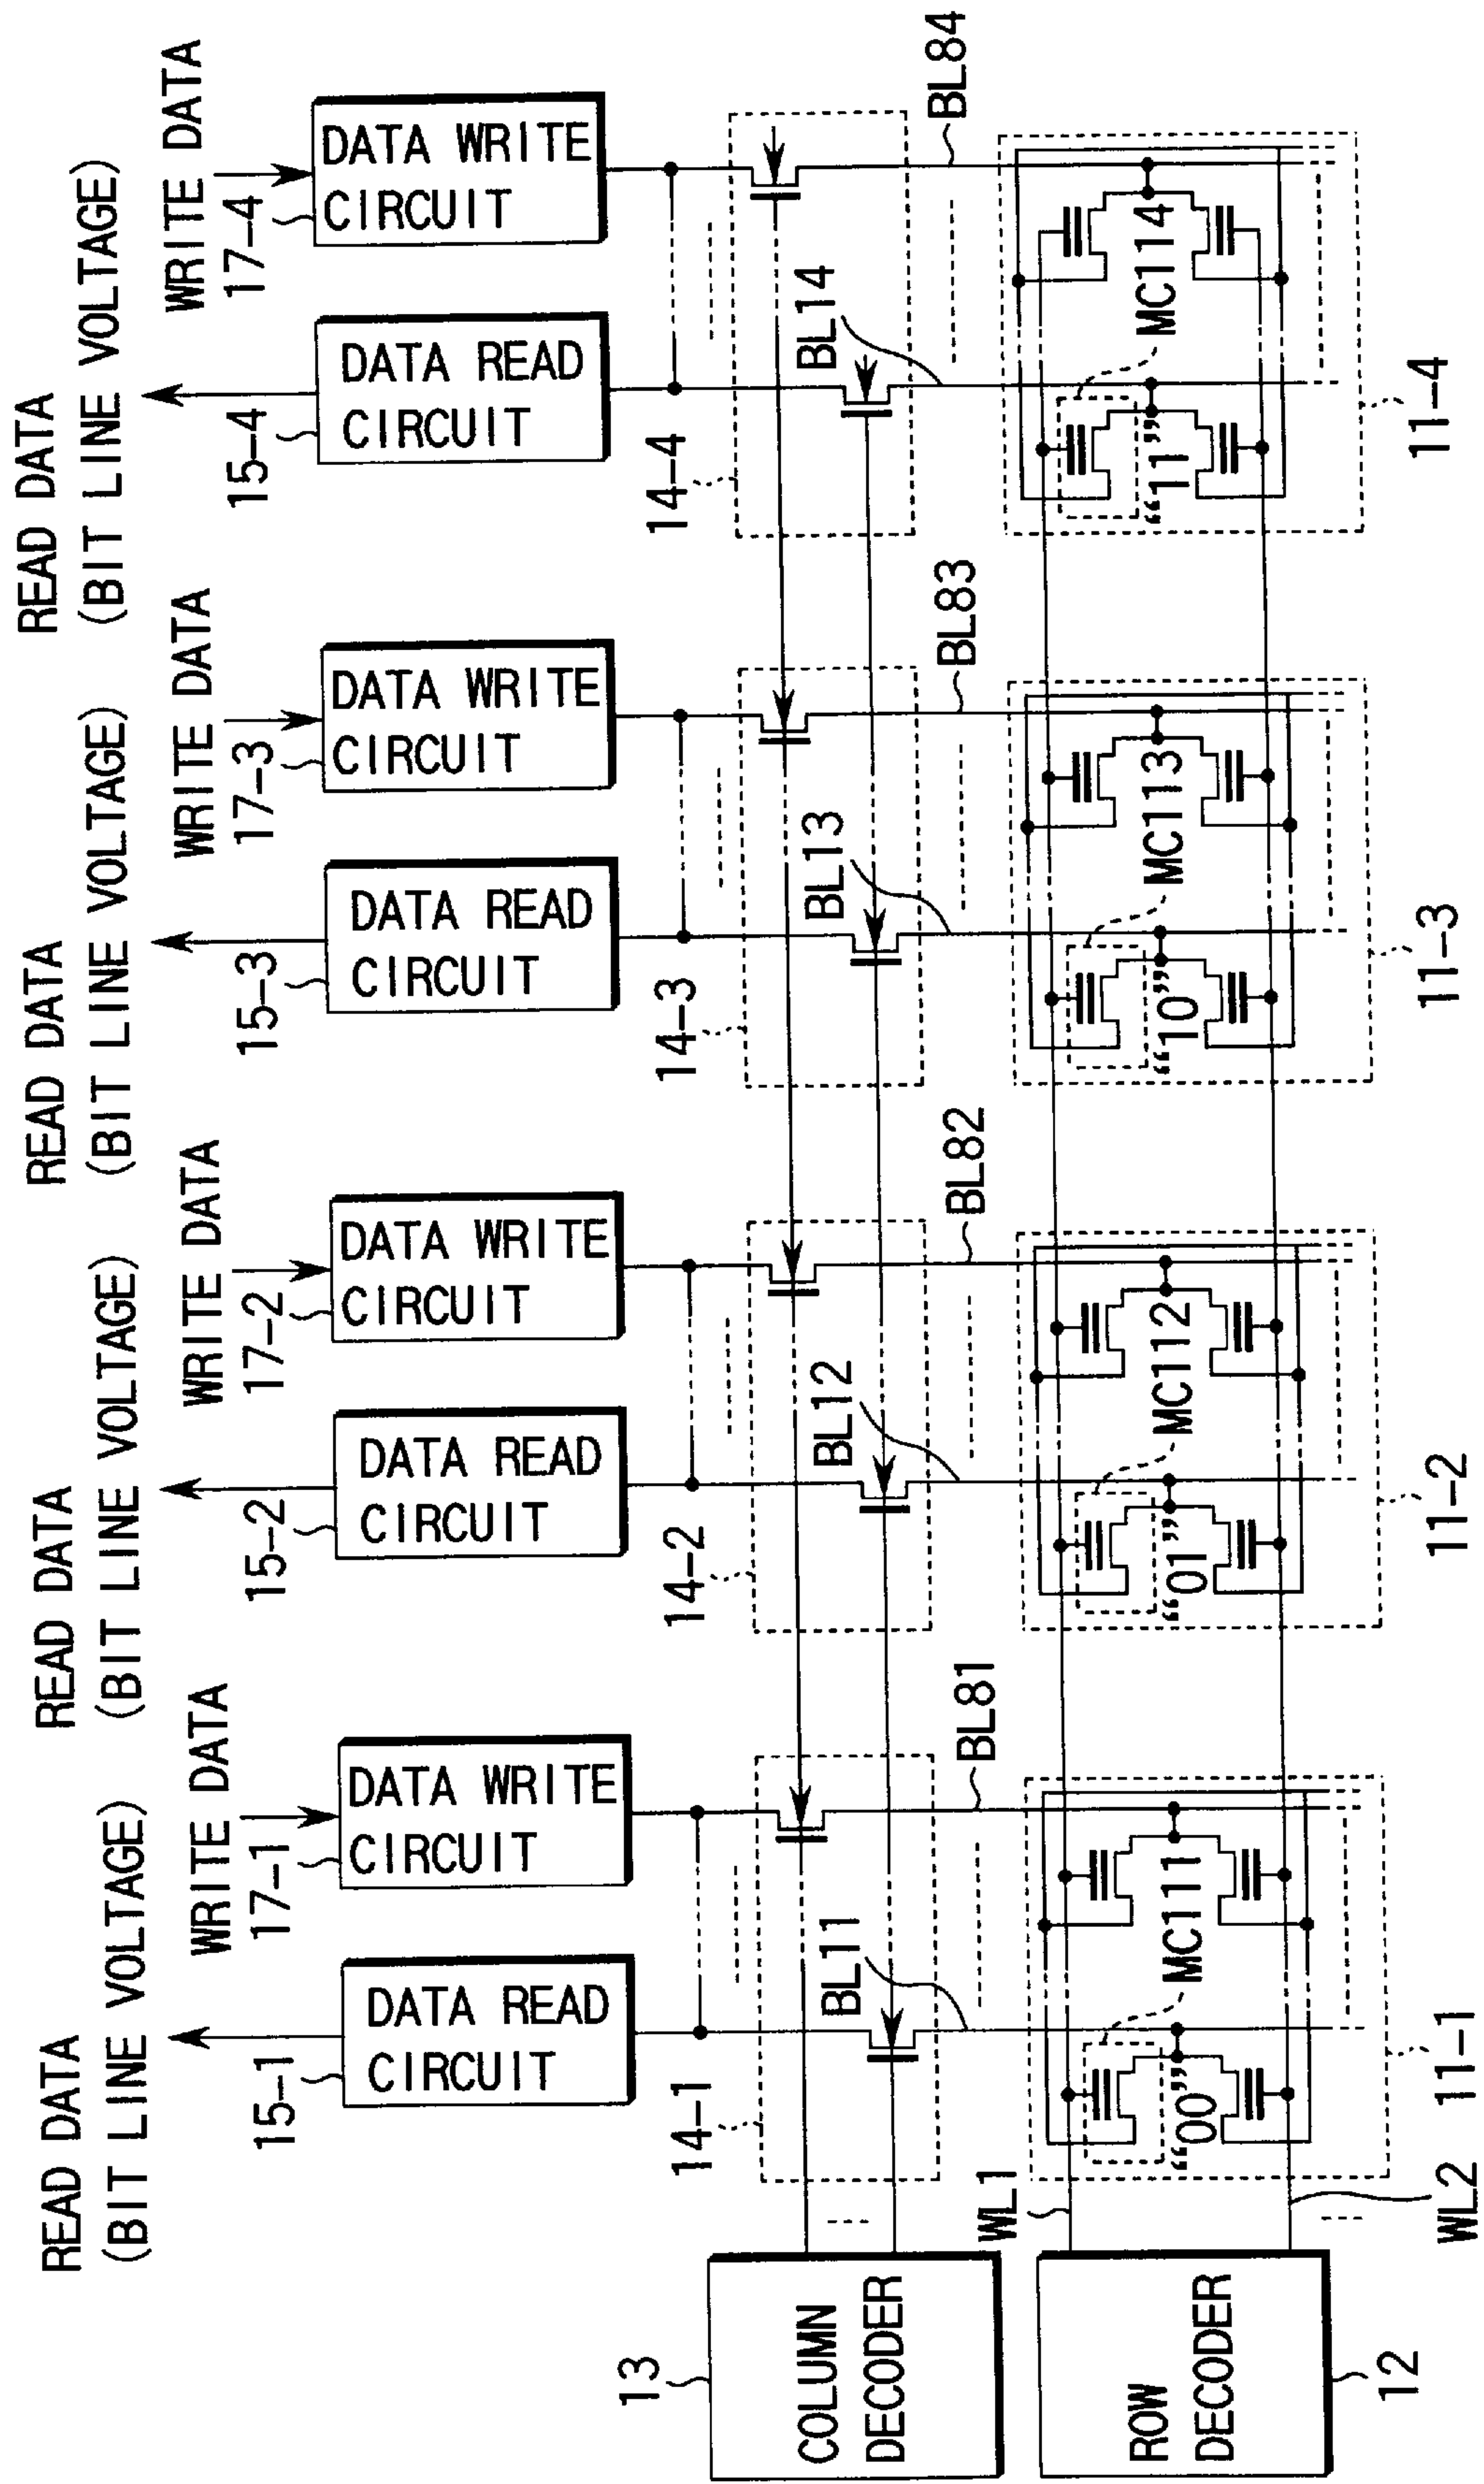 READ DATA
(BIT LINE VOLTAGE)
READ DATA
(BIT LINE VOLTAGE)
READ DATA
(BIT LINE VOLTAGE)
READ DATA
(BIT LINE VOLTAGE)
WRITE DATA
WRITE DATA
WRITE DATA
WRITE DATA
15-1
17-1
15-2
17-2
15-3
17-3
15-4
17-4
DATA READ
CIRCUIT
DATA WRITE
CIRCUIT
DATA READ
CIRCUIT
DATA WRITE
CIRCUIT
DATA READ
CIRCUIT
DATA WRITE
CIRCUIT
DATA READ
CIRCUIT
DATA WRITE
CIRCUIT
13
14-1
14-2
14-3
14-4
COLUMN
DECODER
BL11
BL12
BL13
BL14
BL81
BL82
BL83
BL84
WL1
ROW
DECODER
"00"
MC111
"01"
MC112
"10"
MC113
"11"
MC114
12
WL2
11-1
11-2
11-3
11-4